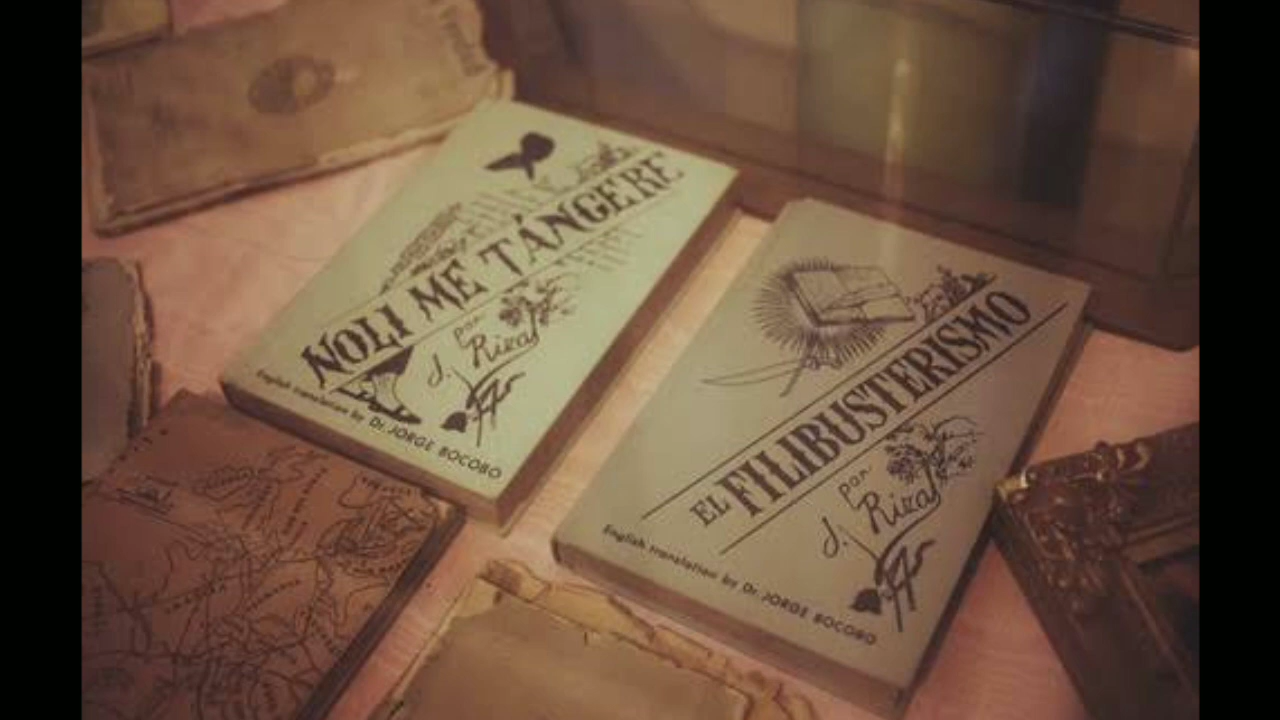 NOLI ME TÁNGERE
por
J. Rizal
English translation by Dr. JORGE BOCOBO
EL FILIBUSTERISMO
por
J. Rizal
English translation by Dr. JORGE BOCOBO